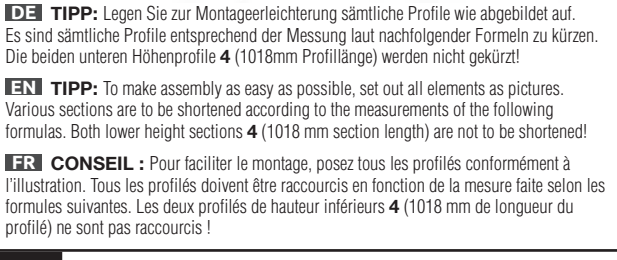 DE TIPP: Legen Sie zur Montageerleichterung sämtliche Profile wie abgebildet auf.
Es sind sämtliche Profile entsprechend der Messung laut nachfolgender Formeln zu kürzen.
Die beiden unteren Höhenprofile 4 (1018mm Profillänge) werden nicht gekürzt!
EN TIPP: To make assembly as easy as possible, set out all elements as pictures.
Various sections are to be shortened according to the measurements of the following
formulas. Both lower height sections 4 (1018 mm section length) are not to be shortened!
FR CONSEIL : Pour faciliter le montage, posez tous les profilés conformément à
l'illustration. Tous les profilés doivent être raccourcis en fonction de la mesure faite selon les
formules suivantes. Les deux profilés de hauteur inférieurs 4 (1018 mm de longueur du
profilé) ne sont pas raccourcis !